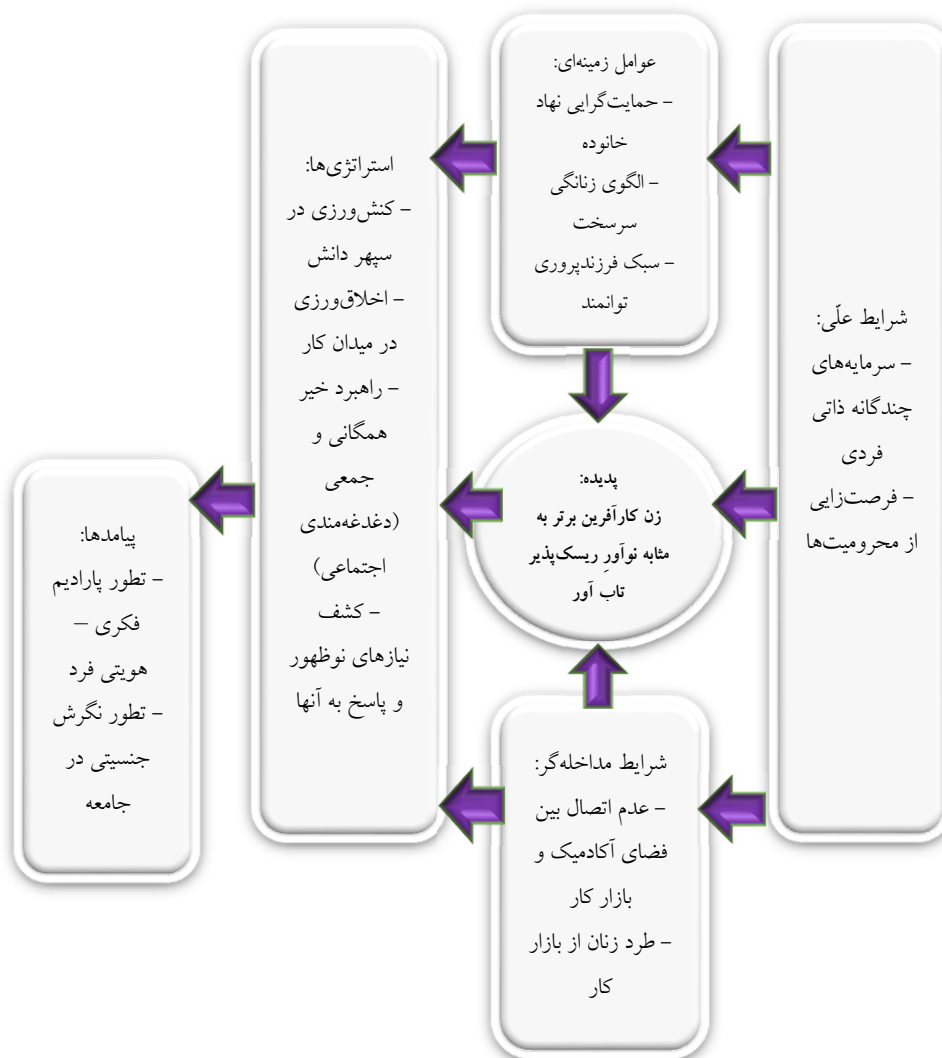 شرایط علّی:
– سرمایه‌های
چندگانه ذاتی
فردی
– فرصت‌زایی
از محرومیت‌ها
عوامل زمینه‌ای:
– حمایت‌گرایی نهاد
خانوده
– الگوی زنانگی
سرسخت
– سبک فرزندپروری
توانمند
پدیده:
زن کارآفرین برتر به
مثابه نوآورِ ریسک‌پذیر
تاب آور
شرایط مداخله‌گر:
– عدم اتصال بین
فضای آکادمیک و
بازار کار
– طرد زنان از بازار
کار
استراتژی‌ها:
– کنش‌ورزی در
سپهر دانش
– اخلاق‌ورزی
در میدان کار
– راهبرد خیر
همگانی و
جمعی
(دغدغه‌مندی
اجتماعی)
– کشف
نیازهای نوظهور
و پاسخ به آنها
پیامدها:
– تطور پارادیم
فکری –
هویتی فرد
– تطور نگرش
جنسیتی در
جامعه